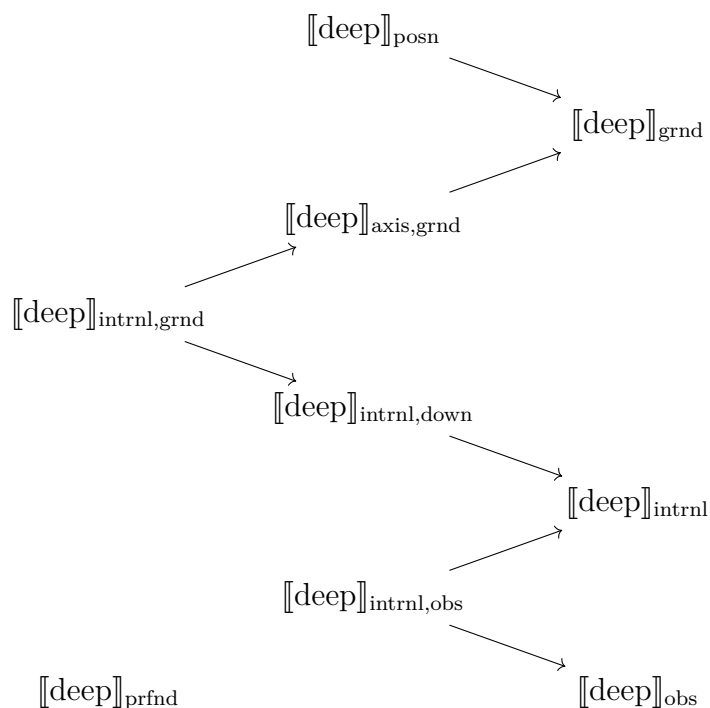 ⟦deep⟧posn
⟦deep⟧grnd
⟦deep⟧axis,grnd
⟦deep⟧intrnl,grnd
⟦deep⟧intrnl,down
⟦deep⟧intrnl
⟦deep⟧intrnl,obs
⟦deep⟧prfnd
⟦deep⟧obs